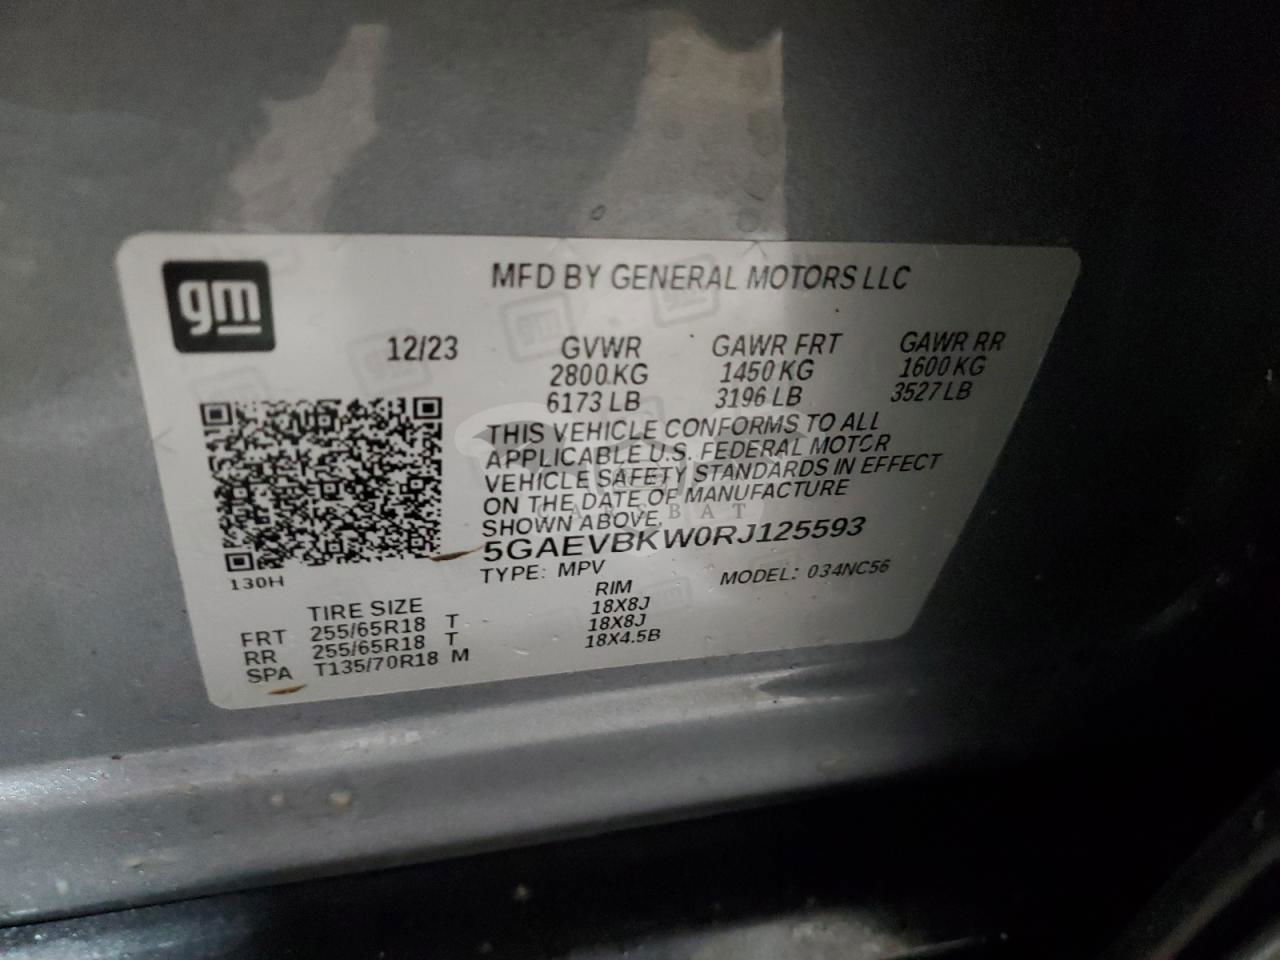 gm
MFD BY GENERAL MOTORS LLC
12/23 GVWR GAWR FRT GAWR RR
2800KG 1450 KG 1600 KG
6173 LB 3196 LB 3527 LB
THIS VEHICLE CONFORMS TO ALL
APPLICABLE U.S. FEDERAL MOTOR
VEHICLE SAFETY STANDARDS IN EFFECT
ON THE DATE OF MANUFACTURE
SHOWN ABOVE.
CARSBAT
5GAEVBKW0RJ125593
130H
TYPE: MPV MODEL: 034NC56
TIRE SIZE RIM
FRT 255/65R18 T 18X8J
RR 255/65R18 T 18X8J
SPA T135/70R18 M 18X4.5B